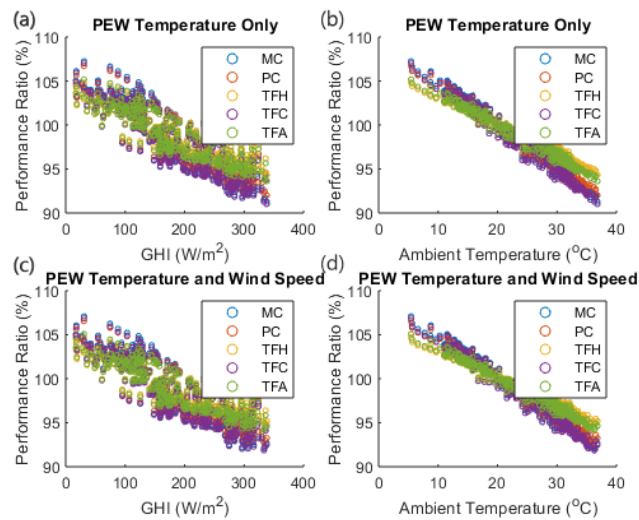 (a)
PEW Temperature Only
Performance Ratio (%)
110
105
100
95
90
0
100
200
300
400
GHI (W/m²)
MC
PC
TFH
TFC
TFA
(b)
PEW Temperature Only
Performance Ratio (%)
110
105
100
95
90
0
10
20
30
40
Ambient Temperature (°C)
MC
PC
TFH
TFC
TFA
(c)
PEW Temperature and Wind Speed
Performance Ratio (%)
110
105
100
95
90
0
100
200
300
400
GHI (W/m²)
MC
PC
TFH
TFC
TFA
(d)
PEW Temperature and Wind Speed
Performance Ratio (%)
110
105
100
95
90
0
10
20
30
40
Ambient Temperature (°C)
MC
PC
TFH
TFC
TFA